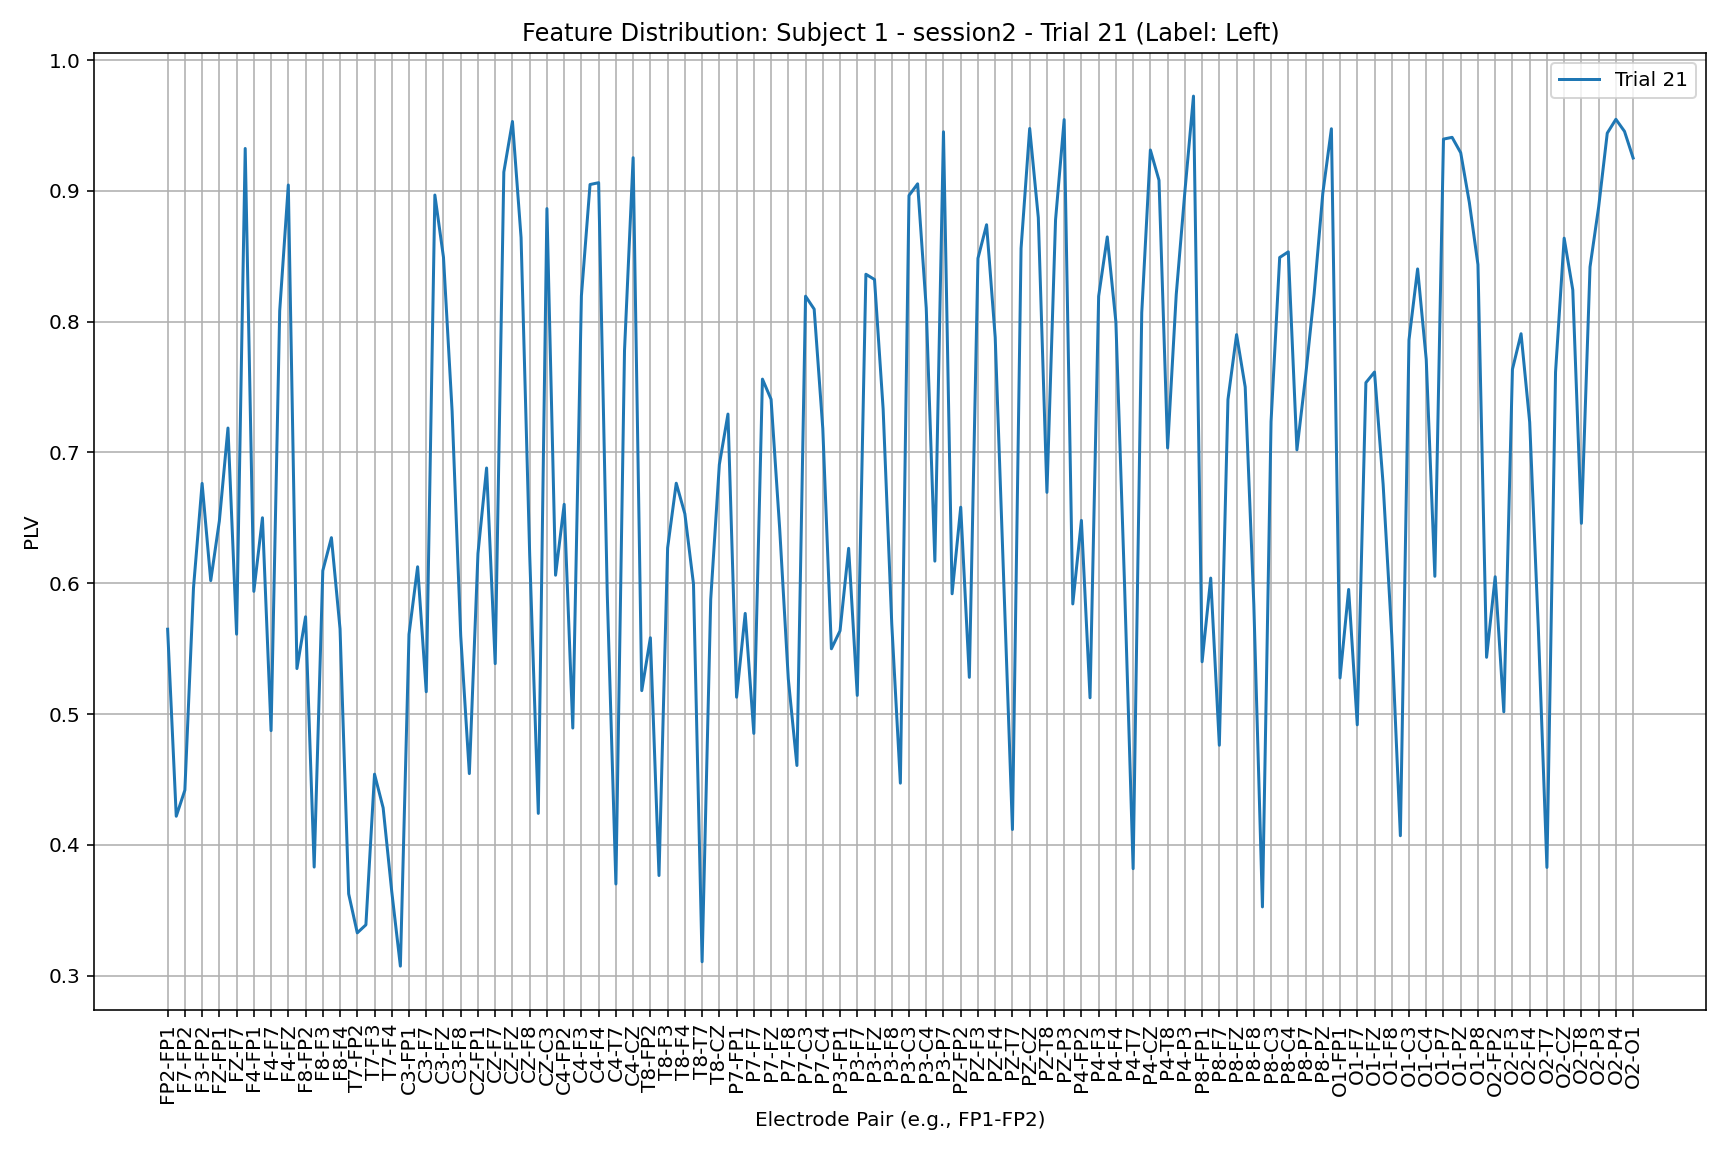 Feature Distribution: Subject 1 - session2 - Trial 21 (Label: Left)
Trial 21
PLV
1.0
0.9
0.8
0.7
0.6
0.5
0.4
0.3
FP2-FP1
F7-FP2
F3-FP2
FZ-FP1
FZ-F7
F4-FP1
F4-F7
F4-FZ
F8-FP2
F8-F3
F8-F4
T7-FP2
T7-F3
T7-F4
C3-FP1
C3-F7
C3-FZ
C3-F8
CZ-FP1
CZ-F7
CZ-FZ
CZ-F8
CZ-C3
C4-FP2
C4-F3
C4-F4
C4-T7
C4-CZ
T8-FP2
T8-F3
T8-F4
T8-T7
T8-CZ
P7-FP1
P7-F7
P7-FZ
P7-F8
P7-C3
P7-C4
P3-FP1
P3-F7
P3-FZ
P3-F8
P3-C3
P3-C4
P3-P7
PZ-FP2
PZ-F3
PZ-F4
PZ-T7
PZ-CZ
PZ-T8
PZ-P3
P4-FP2
P4-F3
P4-F4
P4-T7
P4-CZ
P4-T8
P4-P3
P8-FP1
P8-F7
P8-FZ
P8-F8
P8-C3
P8-C4
P8-P7
P8-PZ
O1-FP1
O1-F7
O1-FZ
O1-F8
O1-C3
O1-C4
O1-P7
O1-PZ
O1-P8
O2-FP2
O2-F3
O2-F4
O2-T7
O2-CZ
O2-T8
O2-P3
O2-P4
O2-O1
Electrode Pair (e.g., FP1-FP2)